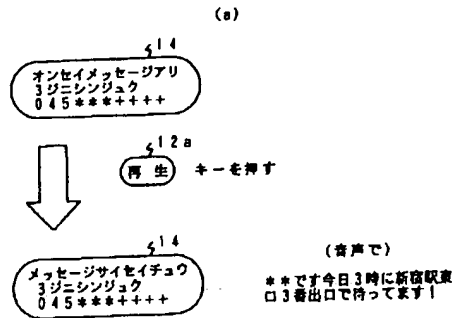 (a)
14
オンセイメッセージアリ
3ジニシンジュク
045***++++
12a
再生 キーを押す
14
メッセージサイセイチュウ
3ジニシンジュク
045***++++
(音声で)
**です今日3時に新宿駅東
口3番出口で待ってます!